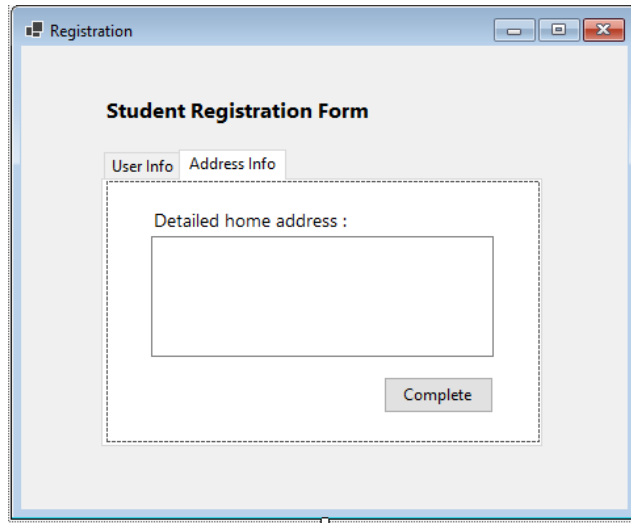 Registration
Student Registration Form
User Info Address Info
Detailed home address :
Complete